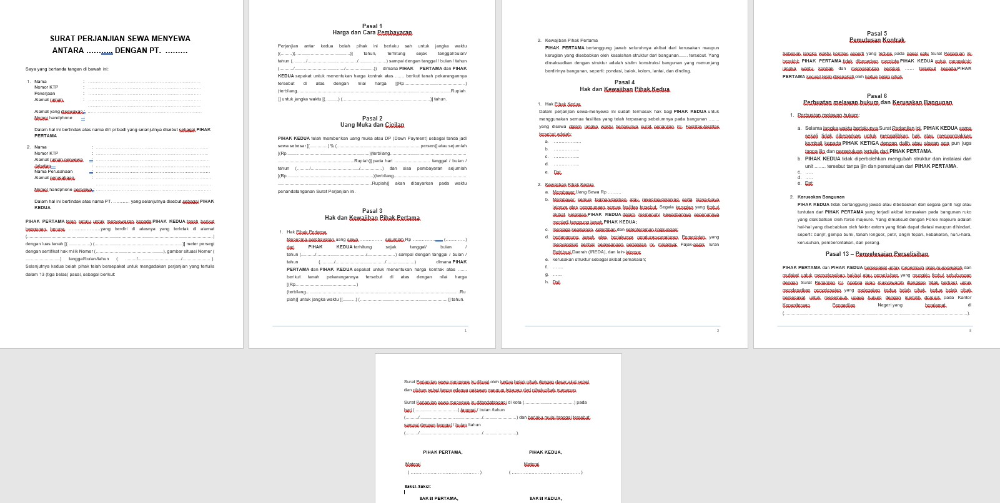 SURAT PERJANJIAN SEWA MENYEWA
ANTARA ........... DENGAN PT. .........
Saya yang bertanda tangan di bawah ini:
1. Nama : ..........................................................................
Nomor KTP : ..........................................................................
Pekerjaan : ..........................................................................
Alamat rumah : ..........................................................................
..........................................................................
Alamat yang disewakan : ..........................................................................
Nomor handphone :
Dalam hal ini bertindak atas nama diri pribadi yang selanjutnya disebut sebagai PIHAK
PERTAMA
2. Nama : ..........................................................................
Nomor KTP : ..........................................................................
Alamat rumah penyewa : ..........................................................................
Jabatan : ..........................................................................
Nama Perusahaan : ..........................................................................
Alamat perusahaan : ..........................................................................
..........................................................................
Nomor handphone penyewa : ..........................................................................
Dalam hal ini bertindak atas nama PT. ........... yang selanjutnya disebut sebagai PIHAK
KEDUA
PIHAK PERTAMA telah setuju untuk menyewakan kepada PIHAK KEDUA tanah berikut
bangunan berupa .....................yang berdiri di atasnya yang terletak di alamat
(..........................................................................)
dengan luas tanah [(..................) (..........................................................................)] meter persegi
dengan sertifikat hak milik Nomor (.............................), gambar situasi Nomor (
.........................) tanggal/bulan/tahun ( ......../............................/....................).
Selanjutnya kedua belah pihak telah bersepakat untuk mengadakan perjanjian yang tertulis
dalam 13 (tiga belas) pasal, sebagai berikut:
Pasal 1
Harga dan Cara Pembayaran
Perjanjian antar kedua belah pihak ini berlaku sah untuk jangka waktu
[(.........)(..........................................)] tahun, terhitung sejak tanggal/bulan/
tahun (........../............................/....................) sampai dengan tanggal / bulan / tahun
(........../............................/....................)) dimana PIHAK PERTAMA dan PIHAK
KEDUA sepakat untuk menentukan harga kontrak atas ....... berikut tanah pekarangannya
tersebut di atas dengan nilai harga [(Rp..............................)
(terbilang..........................................................................Rupiah
)] untuk jangka waktu [(.........) (..........................................................)] tahun.
Pasal 2
Uang Muka dan Cicilan
PIHAK KEDUA telah memberikan uang muka atau DP (Down Payment) sebagai tanda jadi
sewa sebesar [(............) % (..........................................................persen)] atau sejumlah
[(Rp..........................................................)(terbilang..........................................
..........................................................Rupiah)] pada hari ........................ tanggal / bulan /
tahun (........../............................/....................) dan sisa pembayaran sejumlah
[(Rp..........................................................)(terbilang..........................................
..........................................................Rupiah)] akan dibayarkan pada waktu
penandatanganan Surat Perjanjian ini.
Pasal 3
Hak dan Kewajiban Pihak Pertama
1. Hak Pihak Pertama
Menerima pembayaran uang sewa ................ sejumlah Rp .................... (..............)
dari PIHAK KEDUA terhitung sejak tanggal/ bulan /
tahun (........../............................/....................) sampai dengan tanggal / bulan /
tahun (........../............................/....................) dimana PIHAK
PERTAMA dan PIHAK KEDUA sepakat untuk menentukan harga kontrak atas .......
berikut tanah pekarangannya tersebut di atas dengan nilai harga
[(Rp..........................................)
(terbilang..........................................................................Ru
piah)] untuk jangka waktu [(.........) (..........................................................)] tahun.
1
2. Kewajiban Pihak Pertama
PIHAK PERTAMA bertanggung jawab seluruhnya akibat dari kerusakan maupun
kerugian yang disebabkan oleh kesalahan struktur dari bangunan....... tersebut. Yang
dimaksudkan dengan struktur adalah sistim konstruksi bangunan yang menunjang
berdirinya bangunan, seperti: pondasi, balok, kolom, lantai, dan dinding.
Pasal 4
Hak dan Kewajiban Pihak Kedua
1. Hak Pihak Kedua
Dalam perjanjian sewa-menyewa ini sudah termasuk hak bagi PIHAK KEDUA untuk
menggunakan semua fasilitas yang telah terpasang sebelumnya pada bangunan ........
yang disewa dalam jangka waktu berlakunya surat perjanjian ini. Fasilitas-fasilitas
tersebut adalah:
a. ..................
b. .................
c. .................
d. .................
e. Dst.
2. Kewajiban Pihak Kedua
a. Membayar Uang Sewa Rp .........
b. Membayar semua tagihan-tagihan atau rekening-rekening serta biaya-biaya
lainnya atas penggunaan semua fasilitas tersebut. Segala kerugian yang timbul
akibat kelalaian PIHAK KEDUA dalam memenuhi kewajibannya sepenuhnya
menjadi tanggung jawab PIHAK KEDUA;
c. menjaga keamanan, ketertiban dan ketenteraman lingkungan;
d. bertanggung jawab atas berlakunya peraturan-peraturan Pemerintah yang
menyangkut perihal pelaksanaan perjanjian ini, misalnya: Pajak-pajak, Iuran
Retribusi Daerah (IREDA), dan lain-lainnya;
e. kerusakan struktur sebagai akibat pemakaian;
f. .......
g. ......
h. Dst.
2
Pasal 5
Pemutusan Kontrak
Sebelum jangka waktu kontrak seperti yang tertulis pada pasal satu Surat Perjanjian ini
berakhir, PIHAK PERTAMA tidak dibenarkan meminta PIHAK KEDUA untuk mengakhiri
jangka waktu kontrak dan menyerahkan kembali ...... tersebut kepada PIHAK
PERTAMA kecuali telah disepakati oleh kedua belah pihak.
Pasal 6
Perbuatan melawan hukum dan Kerusakan Bangunan
1. Perbuatan melawan hukum:
a. Selama jangka waktu berlakunya Surat Perjanjian ini, PIHAK KEDUA sama
sekali tidak dibenarkan untuk mengalihkan hak atau mengontrakkan
kembali kepada PIHAK KETIGA dengan dalih atau alasan apa pun juga
tanpa ijin dan persetujuan tertulis dari PIHAK PERTAMA.
b. PIHAK KEDUA tidak diperbolehkan mengubah struktur dan instalasi dari
unit ........ tersebut tanpa ijin dan persetujuan dari PIHAK PERTAMA.
c. .....
d. .....
e. Dst
2. Kerusakan Bangunan
PIHAK KEDUA tidak bertanggung jawab atau dibebaskan dari segala ganti rugi atau
tuntutan dari PIHAK PERTAMA yang terjadi akibat kerusakan pada bangunan ruko
yang diakibatkan oleh force majeure. Yang dimaksud dengan Force majeure adalah
hal-hal yang disebabkan oleh faktor extern yang tidak dapat diatasi maupun dihindari,
seperti: banjir, gempa bumi, tanah longsor, petir, angin topan, kebakaran, huru-hara,
kerusuhan, pemberontakan, dan perang.
Pasal 13 – Penyelesaian Perselisihan
PIHAK PERTAMA dan PIHAK KEDUA bersepakat untuk menempuh jalan musyawarah dan
mufakat untuk menyelesaikan hal-hal atau perselisihan yang mungkin timbul sehubungan
dengan Surat Perjanjian ini. Apabila jalan musyawarah dianggap tidak berhasil untuk
mendapatkan penyelesaian yang melegakan kedua belah pihak, kedua belah pihak
bersepakat untuk menempuh upaya hukum dengan memilih domisili pada Kantor
Kepaniteraan Pengadilan Negeri yang beralamat di
(..........................................................................).
3
Surat Perjanjian sewa menyewa ini dibuat oleh kedua belah pihak dengan dasar akal sehat
dan pikiran sehat tanpa adanya paksaan maupun tekanan dari pihak-pihak manapun.
Surat Perjanjian sewa menyewa ini ditandatangani di kota (..................................) pada
hari (.............................) tanggal / bulan /tahun
(........./........................................../......................) dan berlaku mulai tanggal tersebut
sampai dengan tanggal / bulan /tahun
(........./........................................../......................).
PIHAK PERTAMA, PIHAK KEDUA,
Materai Materai
( .......................................... ) ( .......................................... )
Saksi-Saksi:
SAKSI PERTAMA, SAKSI KEDUA,